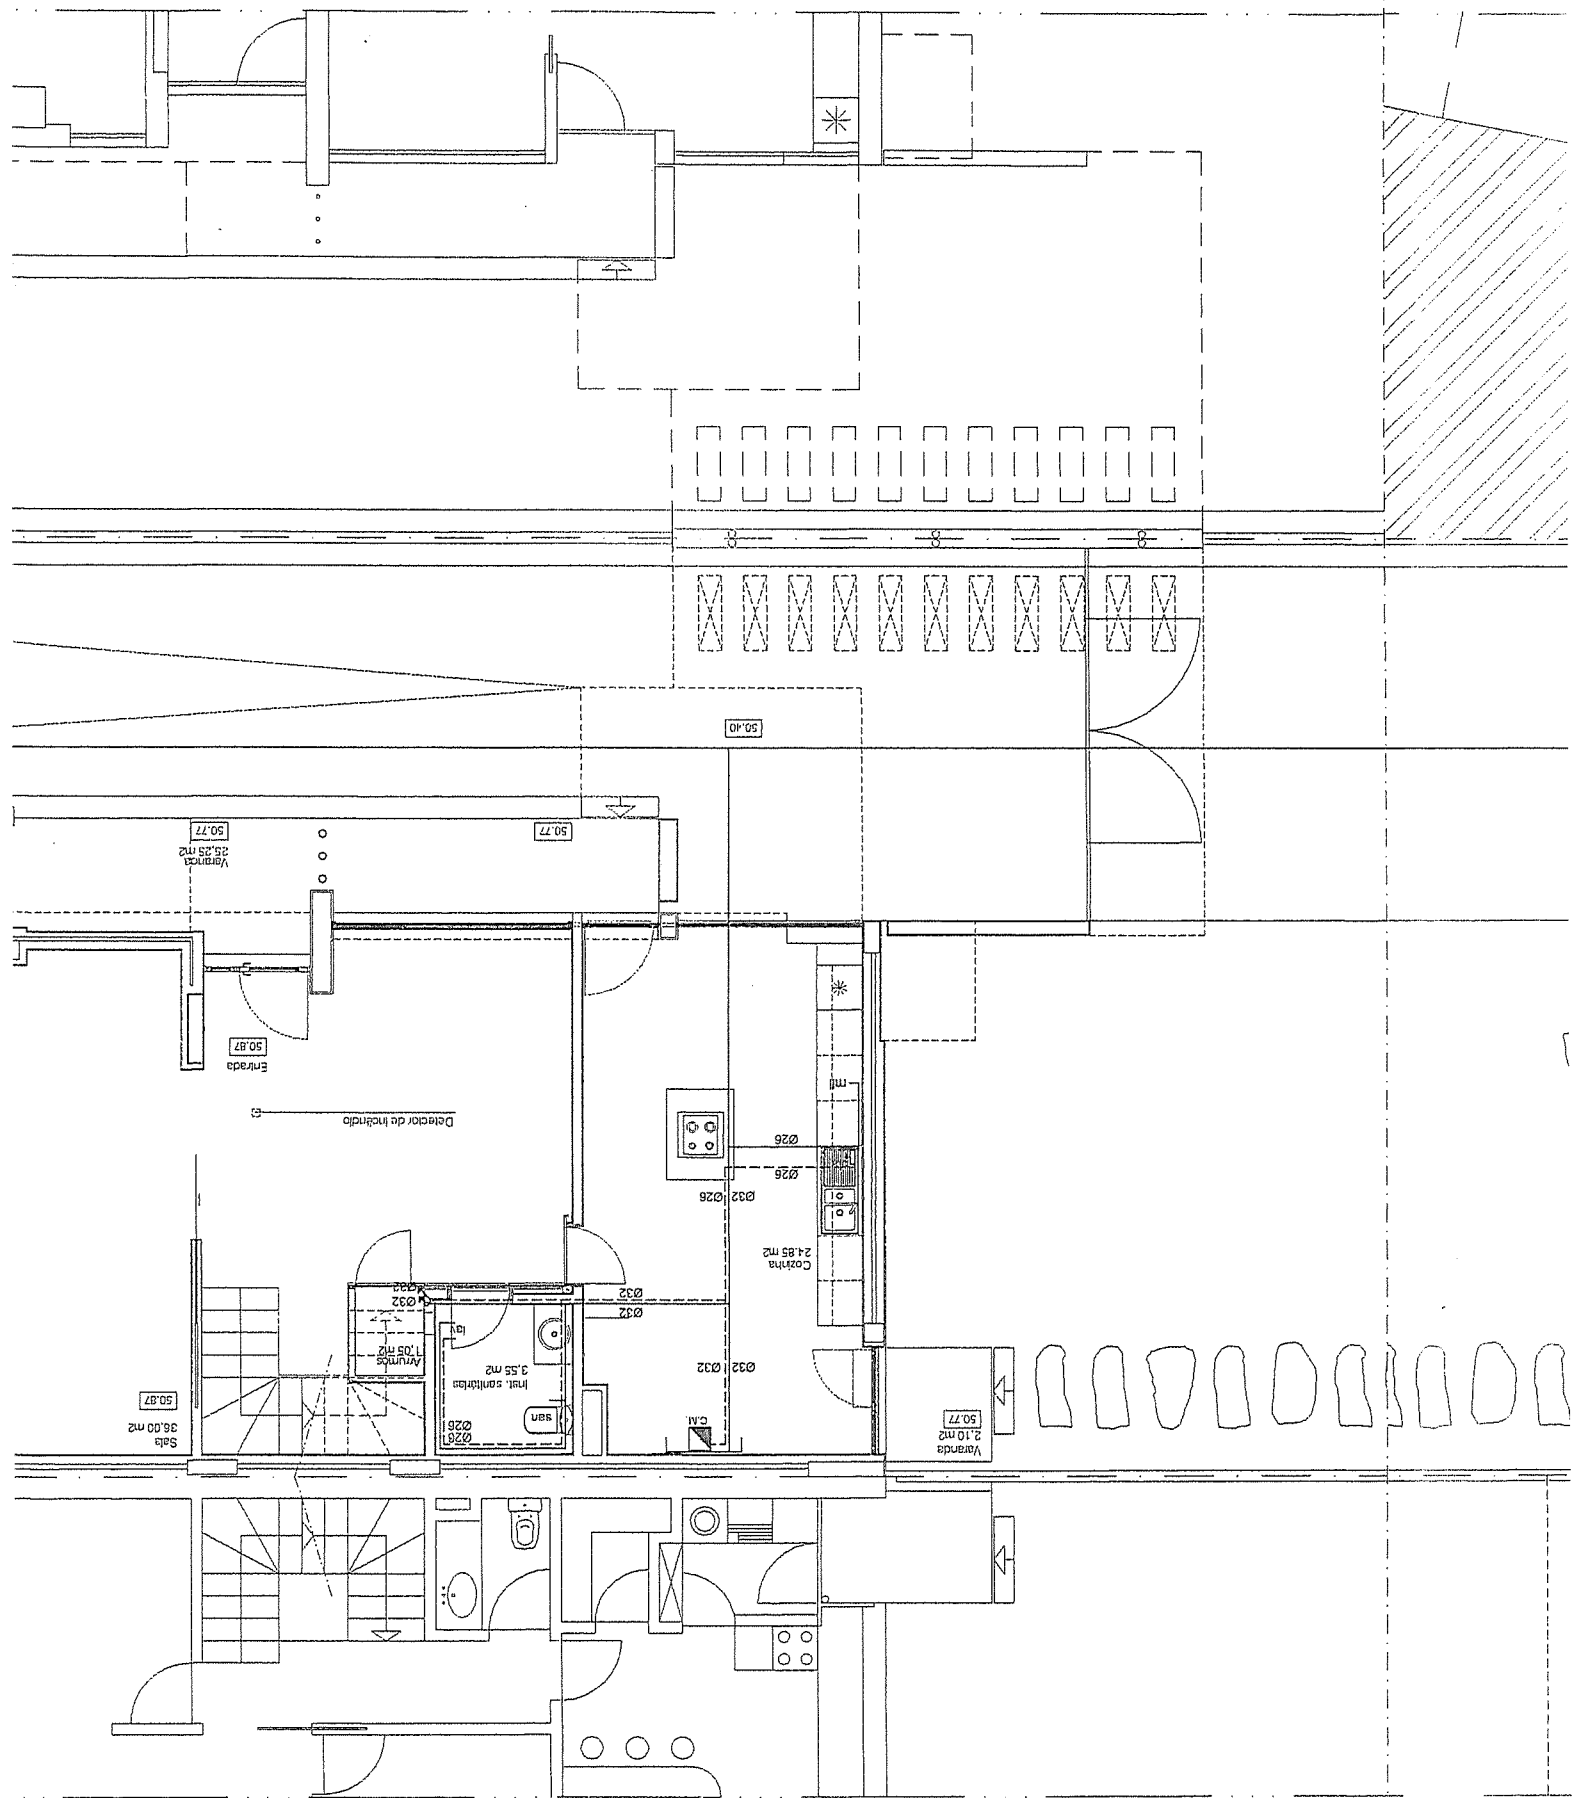 50.40
50.77
50.77
25,25 m2
Varanda
50.87
Entrada
Detector de Incêndio
mll
Ø26
Ø26
Ø26
Ø32
24.85 m2
Cozinha
Ø32
Ø32
Ø32
Ø32
lav
1,05 m2
Arrumos
3,55 m2
Inst. sanitárias
Ø32
Ø32
50.87
36,00 m2
Sala
san
Ø26
Ø26
C.M.
50.77
2.10 m2
Varanda